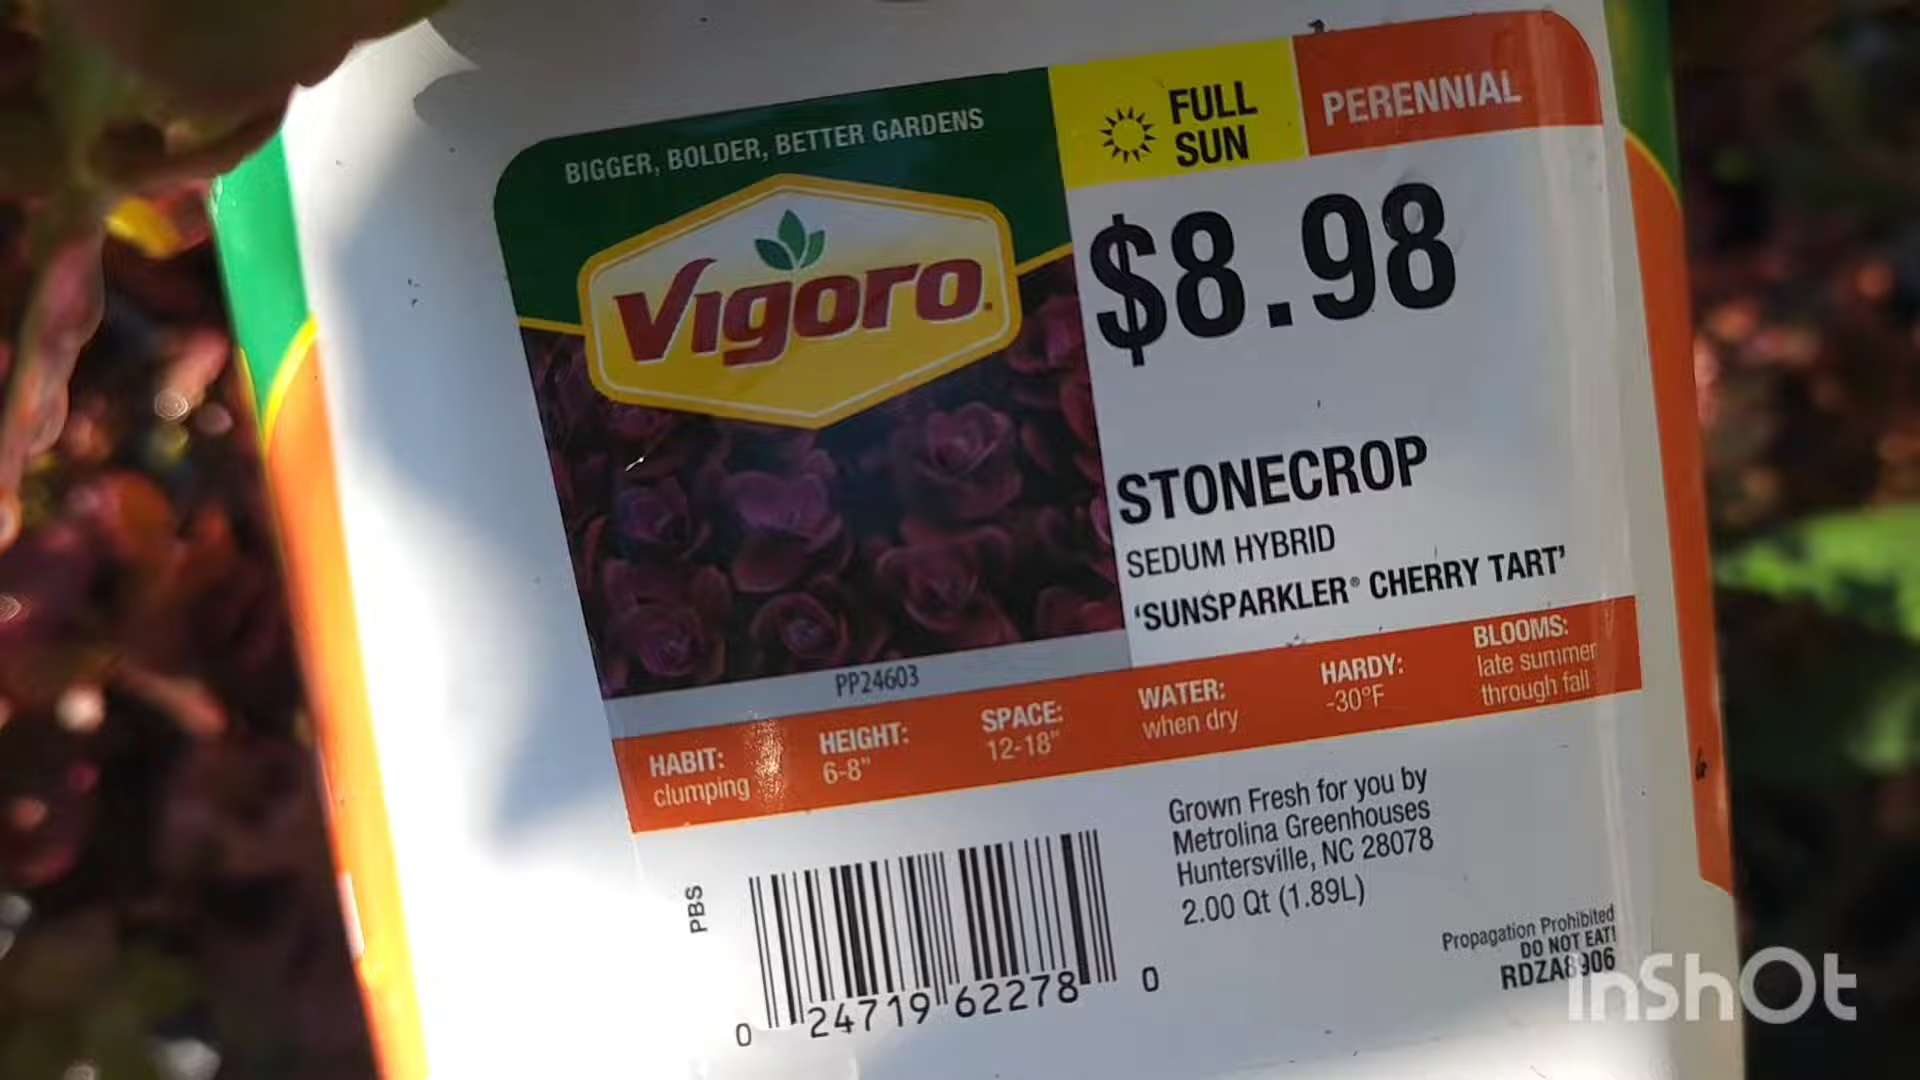 BIGGER, BOLDER, BETTER GARDENS
Vigoro
FULL
SUN
PERENNIAL
$8.98
STONECROP
SEDUM HYBRID
‘SUNSPARKLER® CHERRY TART’
PP24603
HABIT:
clumping
HEIGHT:
6-8"
SPACE:
12-18"
WATER:
when dry
HARDY:
-30°F
BLOOMS:
late summer
through fall
Grown Fresh for you by
Metrolina Greenhouses
Huntersville, NC 28078
2.00 Qt (1.89L)
PBS
0 24719 62278 0
Propagation Prohibited
DO NOT EAT!
RDZA8906
InShOt